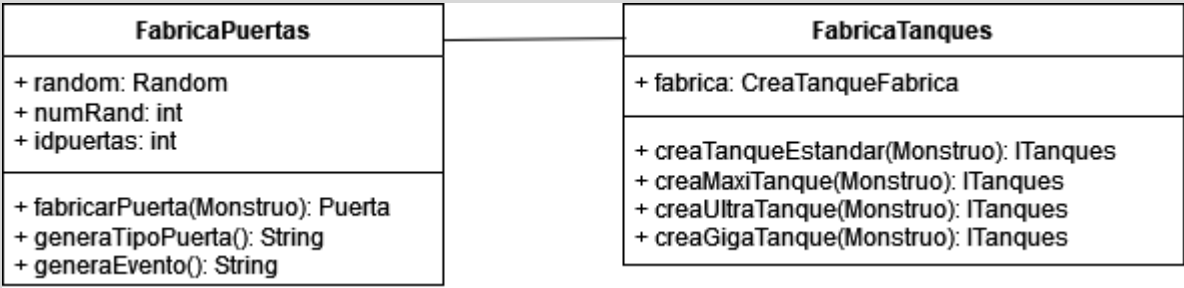 FabricaPuertas
+ random: Random
+ numRand: int
+ idpuertas: int
+ fabricarPuerta(Monstruo): Puerta
+ generaTipoPuerta(): String
+ generaEvento(): String
FabricaTanques
+ fabrica: CreaTanqueFabrica
+ creaTanqueEstandar(Monstruo): ITanques
+ creaMaxiTanque(Monstruo): ITanques
+ creaUltraTanque(Monstruo): ITanques
+ creaGigaTanque(Monstruo): ITanques